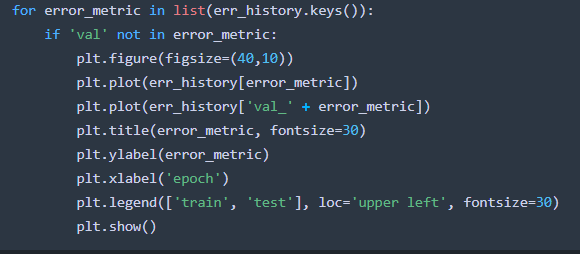 for error_metric in list(err_history.keys()):
    if 'val' not in error_metric:
        plt.figure(figsize=(40,10))
        plt.plot(err_history[error_metric])
        plt.plot(err_history['val_' + error_metric])
        plt.title(error_metric, fontsize=30)
        plt.ylabel(error_metric)
        plt.xlabel('epoch')
        plt.legend(['train', 'test'], loc='upper left', fontsize=30)
        plt.show()